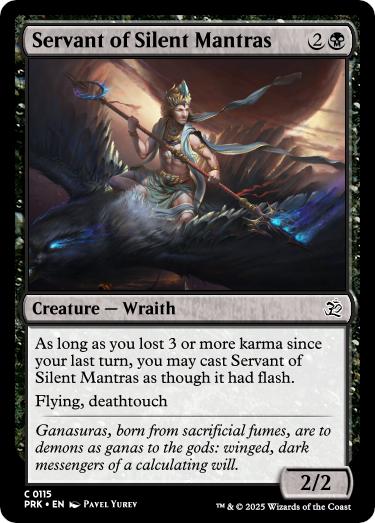 Servant of Silent Mantras 2
Creature — Wraith
As long as you lost 3 or more karma since
your last turn, you may cast Servant of
Silent Mantras as though it had flash.
Flying, deathtouch
Ganasuras, born from sacrificial fumes, are to
demons as ganas to the gods: winged, dark
messengers of a calculating will.
2/2
C 0115
PRK • EN Pavel Yurev
™ & © 2025 Wizards of the Coast